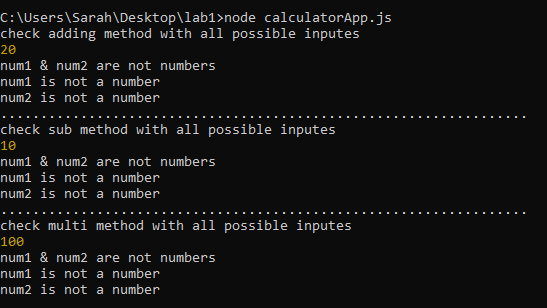 C:\Users\Sarah\Desktop\lab1>node calculatorApp.js
check adding method with all possible inputes
20
num1 & num2 are not numbers
num1 is not a number
num2 is not a number
...................................................................
check sub method with all possible inputes
10
num1 & num2 are not numbers
num1 is not a number
num2 is not a number
...................................................................
check multi method with all possible inputes
100
num1 & num2 are not numbers
num1 is not a number
num2 is not a number